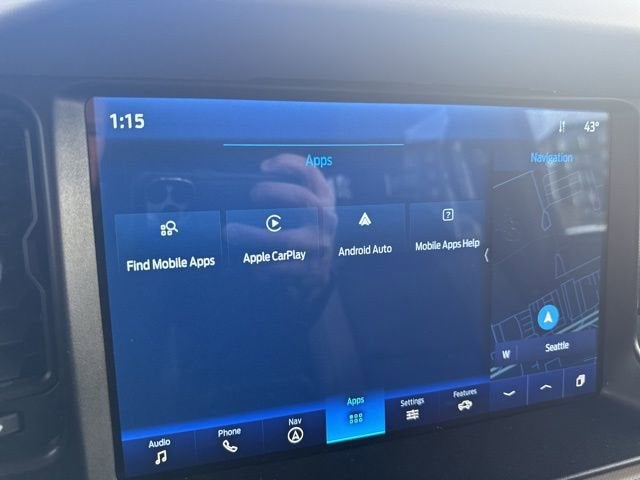 1:15
43°
Apps
Navigation
Find Mobile Apps
Apple CarPlay
Android Auto
Mobile Apps Help
W
Seattle
Audio
Phone
Nav
Apps
Settings
Features